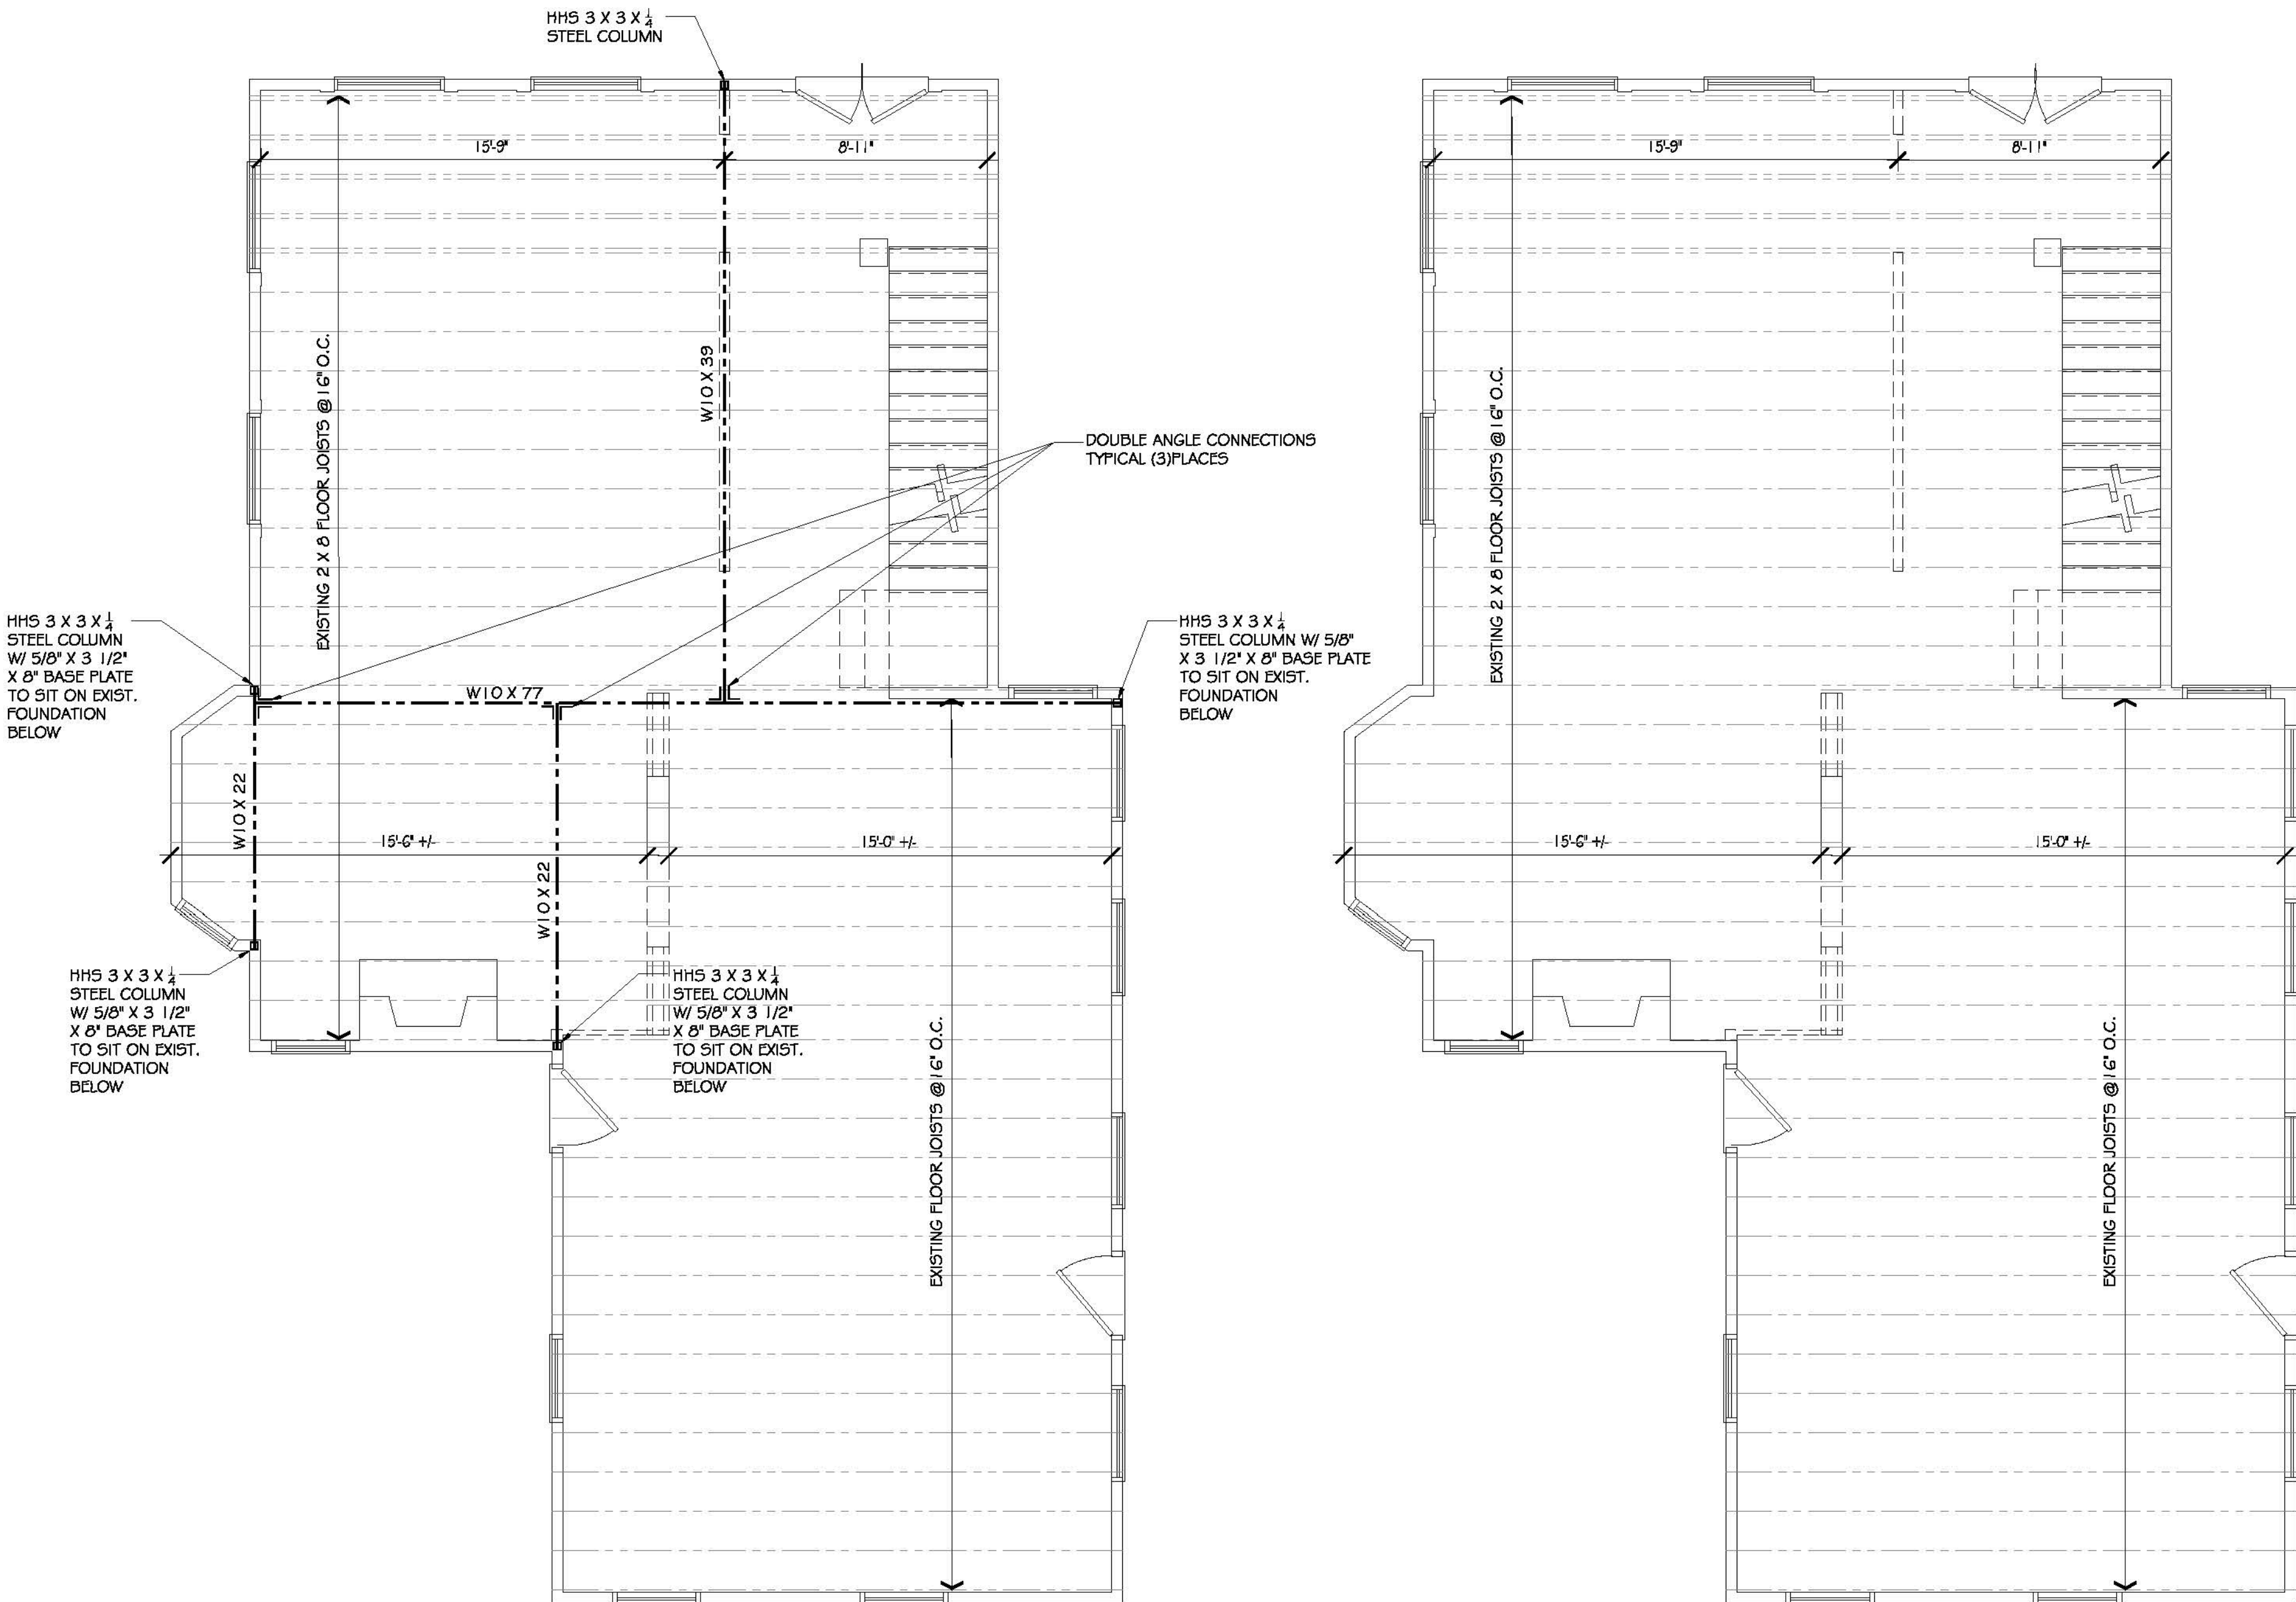 HHS 3 X 3 X 1/4
STEEL COLUMN
15'-9"
8'-11"
EXISTING 2 X 8 FLOOR JOISTS @16" O.C.
W10 X 39
DOUBLE ANGLE CONNECTIONS
TYPICAL (3)PLACES
HHS 3 X 3 X 1/4
STEEL COLUMN
W/ 5/8" X 3 1/2"
X 8" BASE PLATE
TO SIT ON EXIST.
FOUNDATION
BELOW
W10 X 77
HHS 3 X 3 X 1/4
STEEL COLUMN W/ 5/8"
X 3 1/2" X 8" BASE PLATE
TO SIT ON EXIST.
FOUNDATION
BELOW
W10 X 22
15'-6" +/-
15'-0" +/-
W10 X 22
HHS 3 X 3 X 1/4
STEEL COLUMN
W/ 5/8" X 3 1/2"
X 8" BASE PLATE
TO SIT ON EXIST.
FOUNDATION
BELOW
HHS 3 X 3 X 1/4
STEEL COLUMN
W/ 5/8" X 3 1/2"
X 8" BASE PLATE
TO SIT ON EXIST.
FOUNDATION
BELOW
EXISTING FLOOR JOISTS @16" O.C.
15'-9"
8'-11"
EXISTING 2 X 8 FLOOR JOISTS @16" O.C.
15'-6" +/-
15'-0" +/-
EXISTING FLOOR JOISTS @16" O.C.